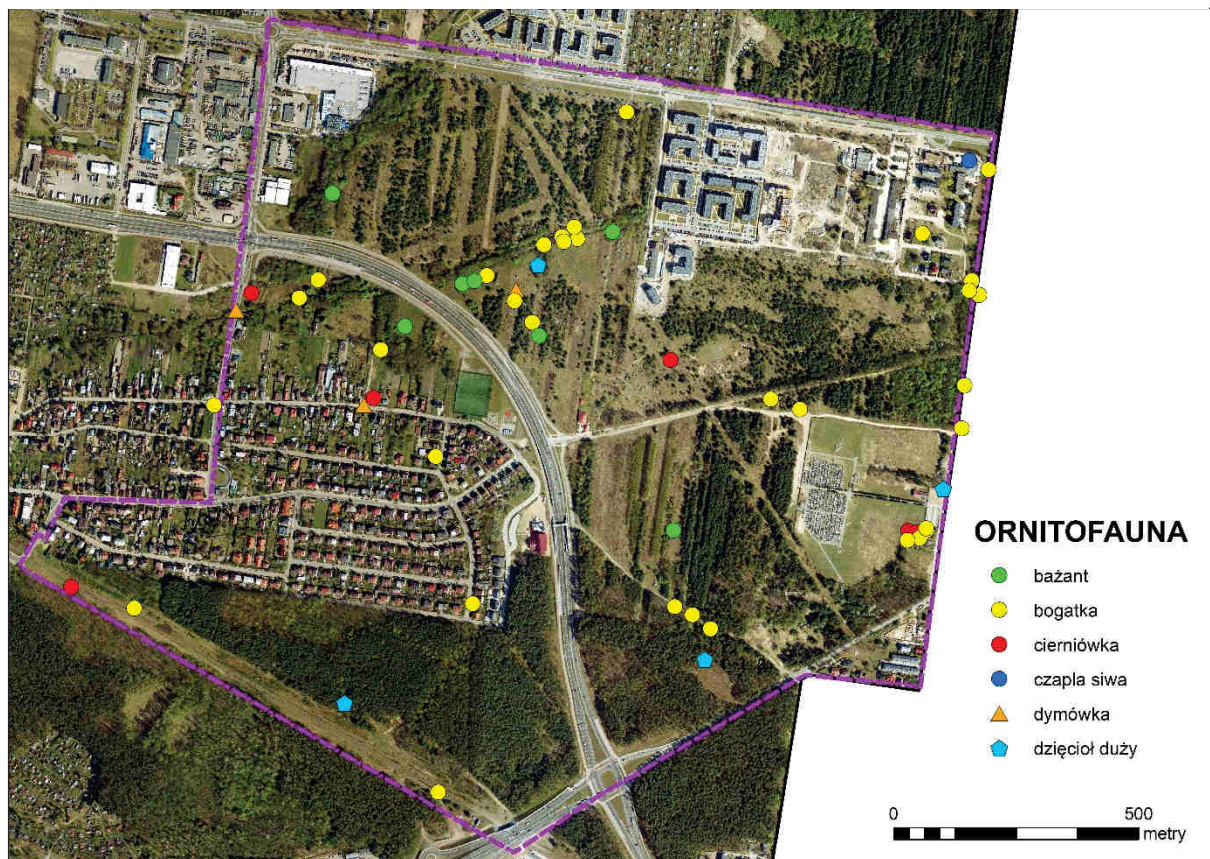 ORNITOFAUNA
bażant
bogatka
cierniówka
czapla siwa
dymówka
dzięcioł duży
0 500
metry